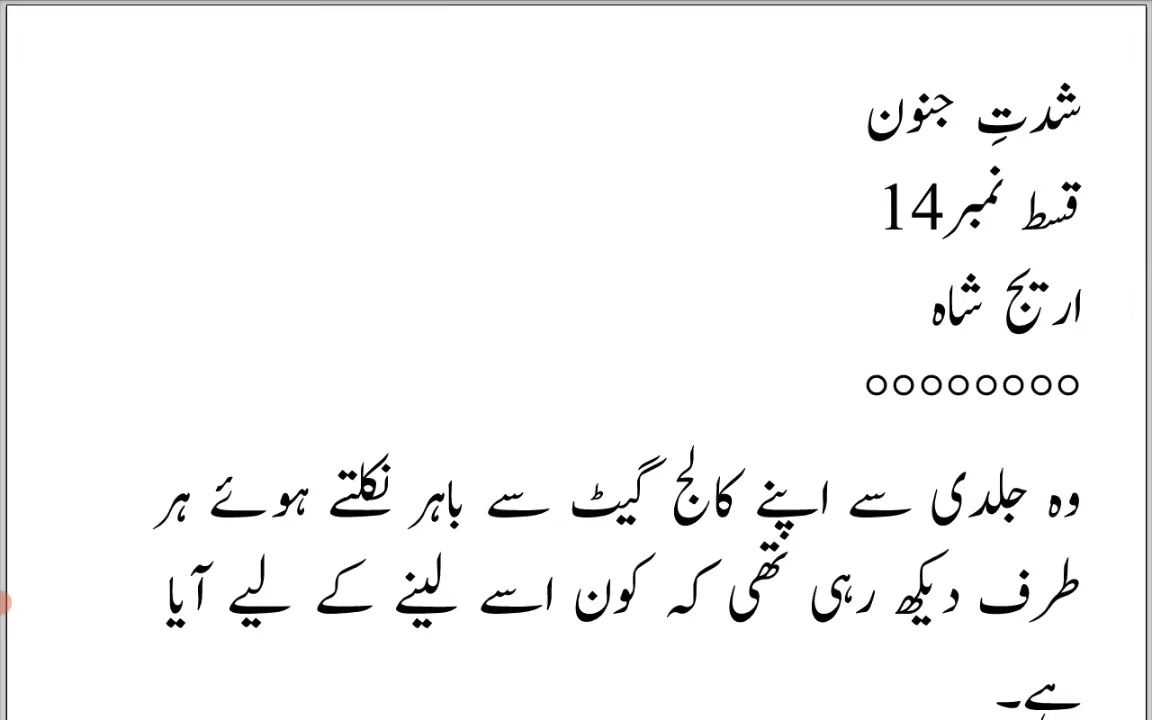 شدتِ جنون
قسط نمبر14
اریج شاہ
○○○○○○○○
وہ جلدی سے اپنے کالج گیٹ سے باہر نکلتے ہوئے ہر
طرف دیکھ رہی تھی کہ کون اسے لینے کے لیے آیا
ہے۔